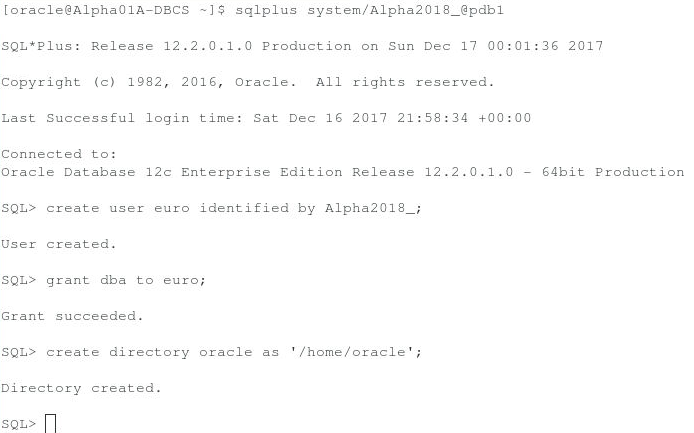 [oracle@Alpha01A-DBCS ~]$ sqlplus system/Alpha2018_@pdb1
SQL*Plus: Release 12.2.0.1.0 Production on Sun Dec 17 00:01:36 2017
Copyright (c) 1982, 2016, Oracle.  All rights reserved.
Last Successful login time: Sat Dec 16 2017 21:58:34 +00:00
Connected to:
Oracle Database 12c Enterprise Edition Release 12.2.0.1.0 - 64bit Production
SQL> create user euro identified by Alpha2018_;
User created.
SQL> grant dba to euro;
Grant succeeded.
SQL> create directory oracle as '/home/oracle';
Directory created.
SQL>